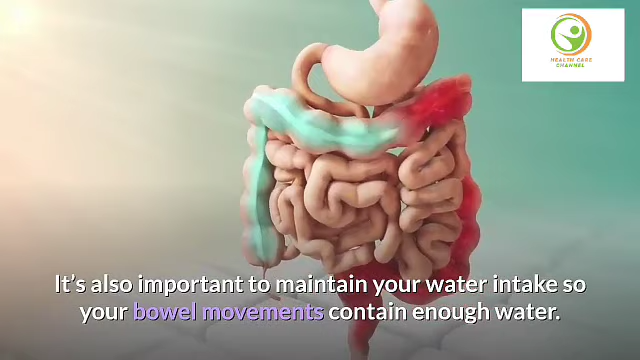 HEALTH CARE
CHANNEL
It's also important to maintain your water intake so
your bowel movements contain enough water.